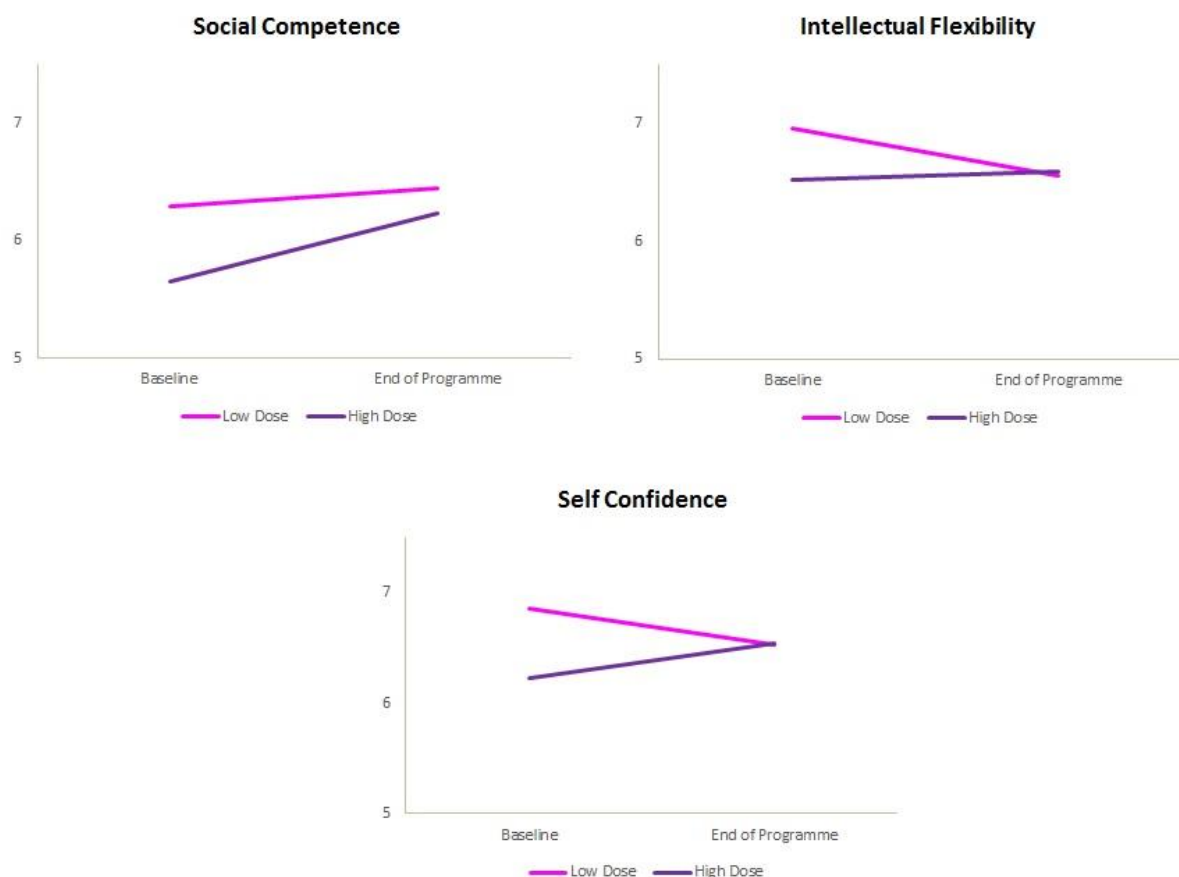 Social Competence
7
6
5
Baseline End of Programme
Low Dose High Dose
Intellectual Flexibility
7
6
5
Baseline End of Programme
Low Dose High Dose
Self Confidence
7
6
5
Baseline End of Programme
Low Dose High Dose